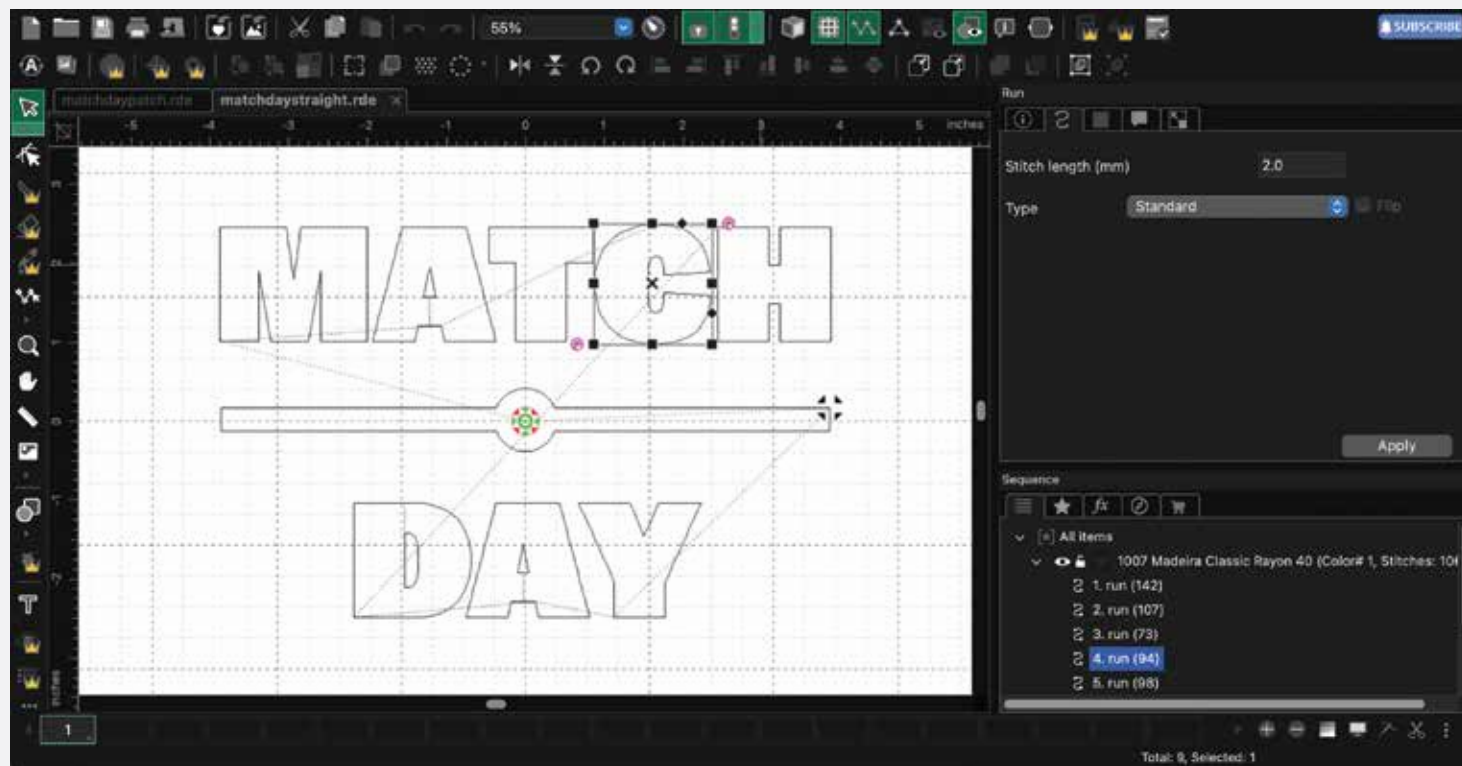 55%
SUBSCRIBE
matchdaypatch.rde
matchdaystraight.rde
Run
-5 -4 -3 -2 -1 0 1 2 3 4 5 inches
Stitch length (mm) 2.0
Type Standard Flip
MATCH
DAY
Apply
Sequence
fx
All items
1007 Madeira Classic Rayon 40 (Color# 1, Stitches: 10
1. run (142)
2. run (107)
3. run (73)
4. run (94)
5. run (98)
inches
1
Total: 9, Selected: 1